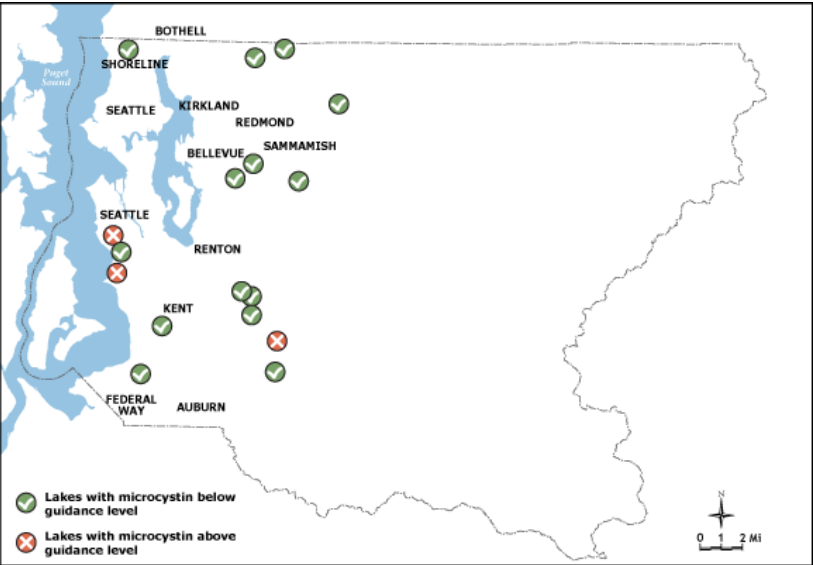 BOTHELL
SHORELINE
Puget
Sound
SEATTLE
KIRKLAND
REDMOND
BELLEVUE
SAMMAMISH
SEATTLE
RENTON
KENT
FEDERAL
WAY
AUBURN
Lakes with microcystin below
guidance level
Lakes with microcystin above
guidance level
N
0 1 2 Mi